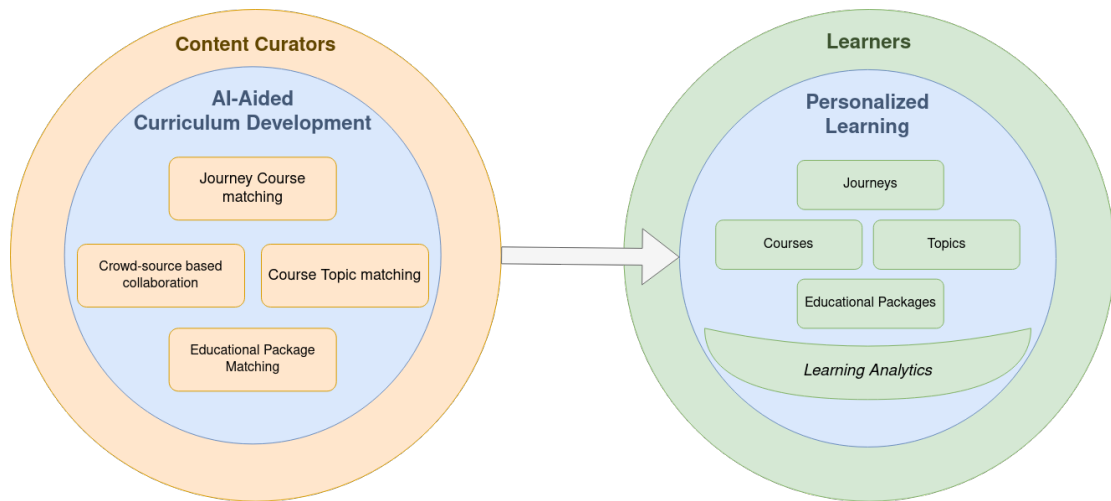 Content Curators
AI-Aided
Curriculum Development
Journey Course
matching
Crowd-source based
collaboration
Course Topic matching
Educational Package
Matching
Learners
Personalized
Learning
Journeys
Courses
Topics
Educational Packages
Learning Analytics